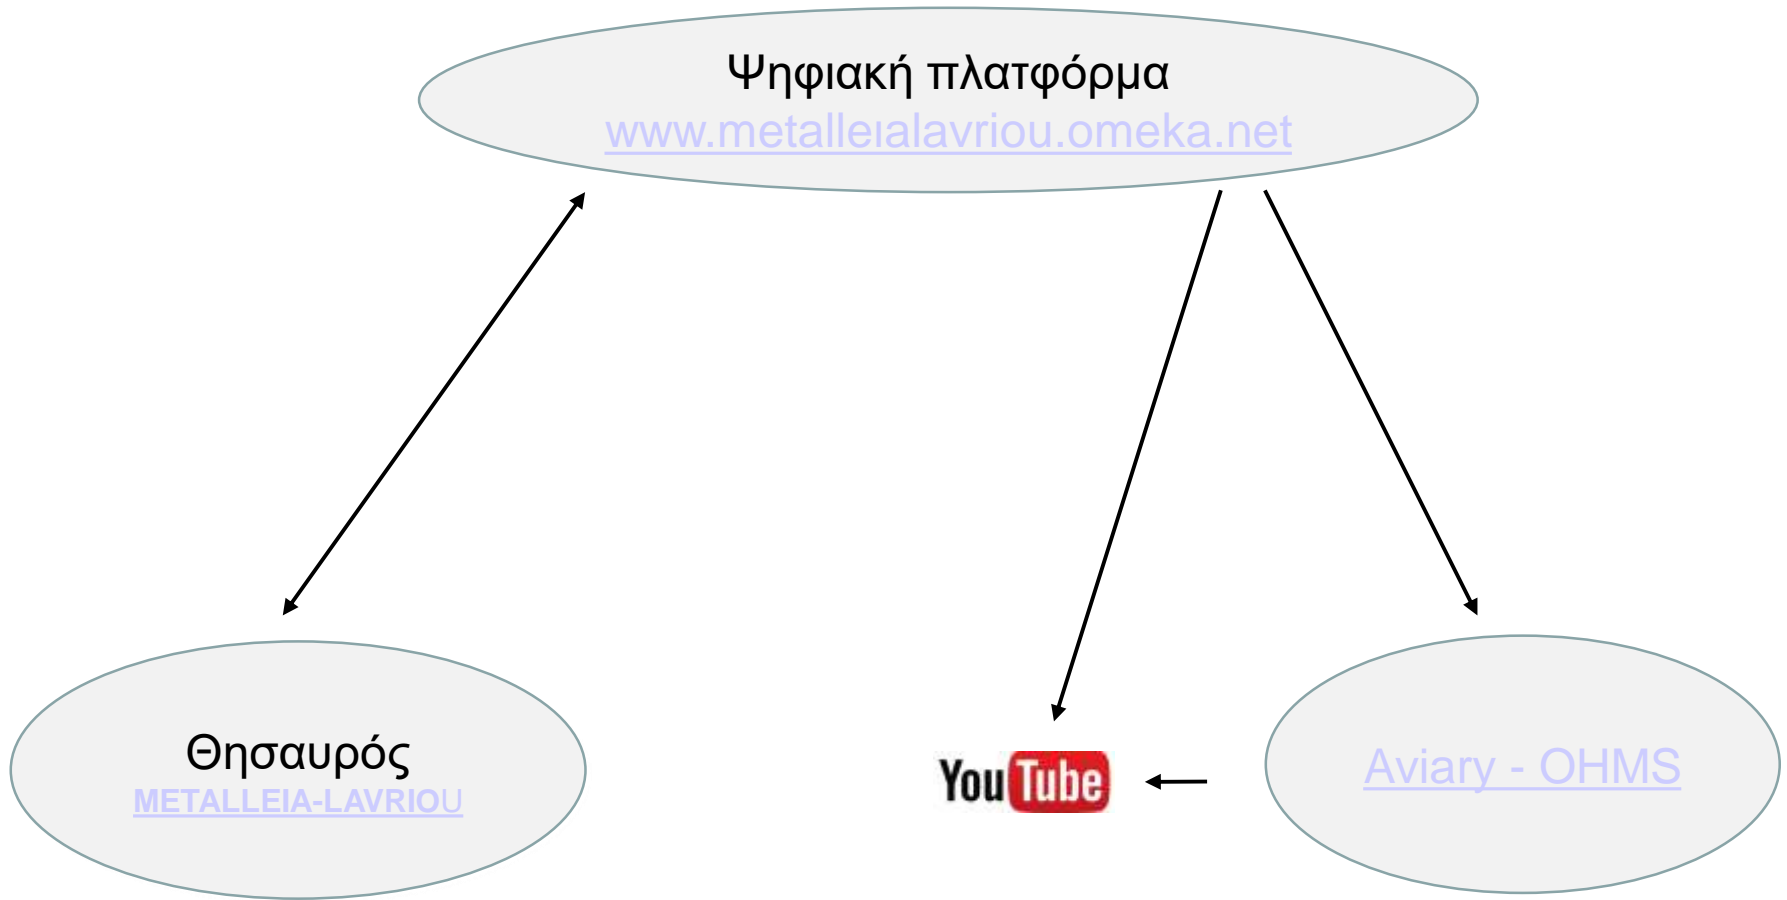 Ψηφιακή πλατφόρμα
www.metalleιalavriou.omeka.net
Θησαυρός
METALLEIA-LAVRIOU
YouTube
Aviary - OHMS